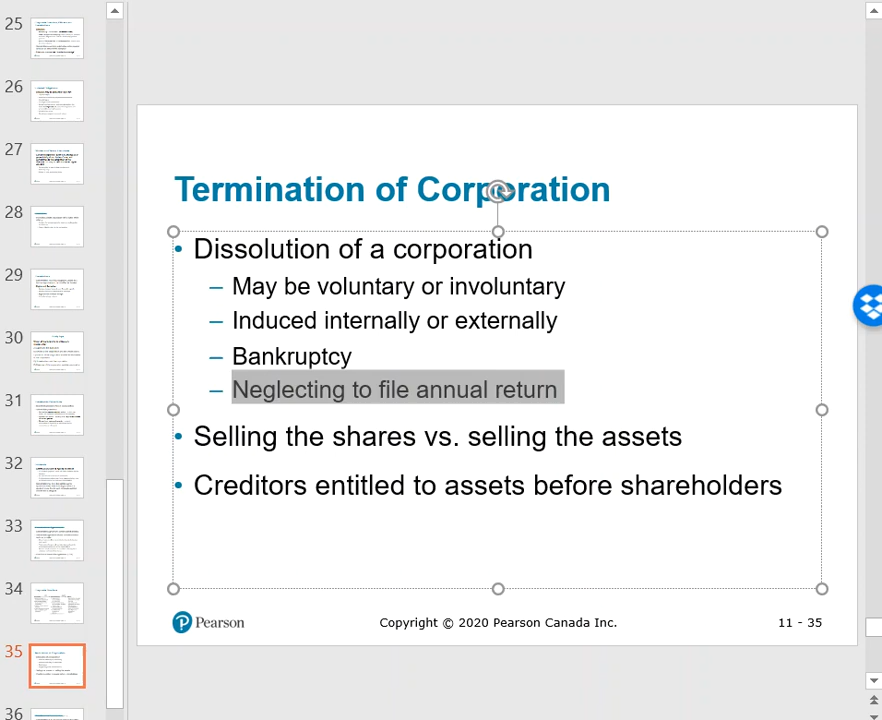 25
26
27
28
29
30
31
32
33
34
35
36
Termination of Corporation
• Dissolution of a corporation
– May be voluntary or involuntary
– Induced internally or externally
– Bankruptcy
– Neglecting to file annual return
• Selling the shares vs. selling the assets
• Creditors entitled to assets before shareholders
Pearson
Copyright © 2020 Pearson Canada Inc.
11 - 35